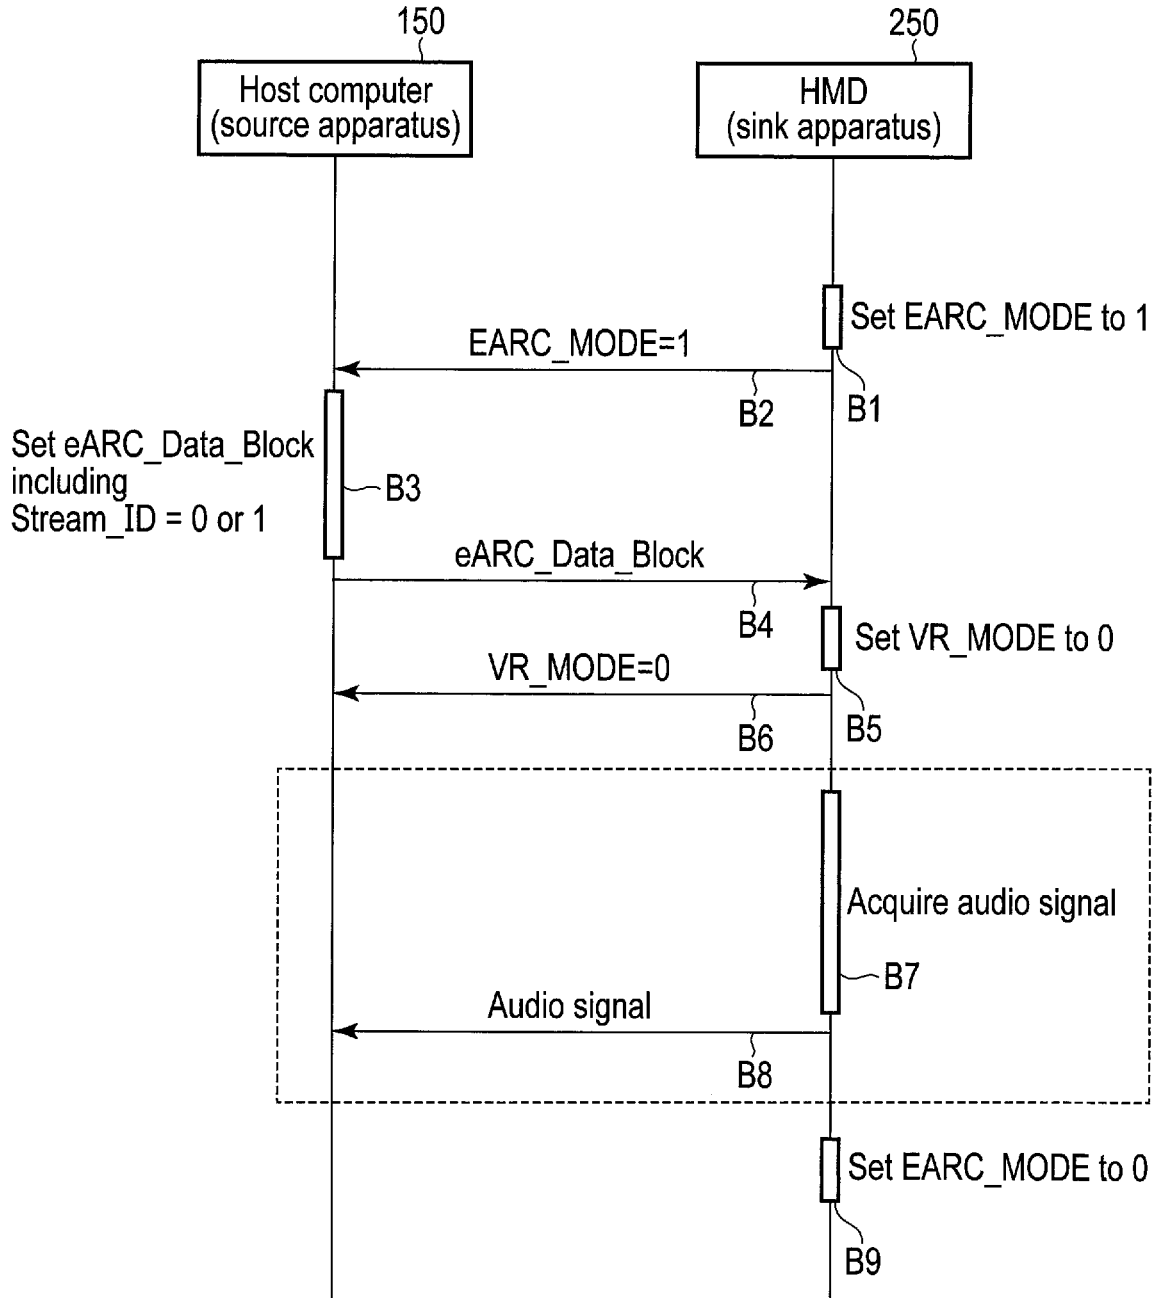 150
250
Host computer
(source apparatus)
HMD
(sink apparatus)
Set EARC_MODE to 1
EARC_MODE=1
B2
B1
Set eARC_Data_Block
including
Stream_ID = 0 or 1
B3
eARC_Data_Block
B4
Set VR_MODE to 0
VR_MODE=0
B6
B5
Acquire audio signal
B7
Audio signal
B8
Set EARC_MODE to 0
B9